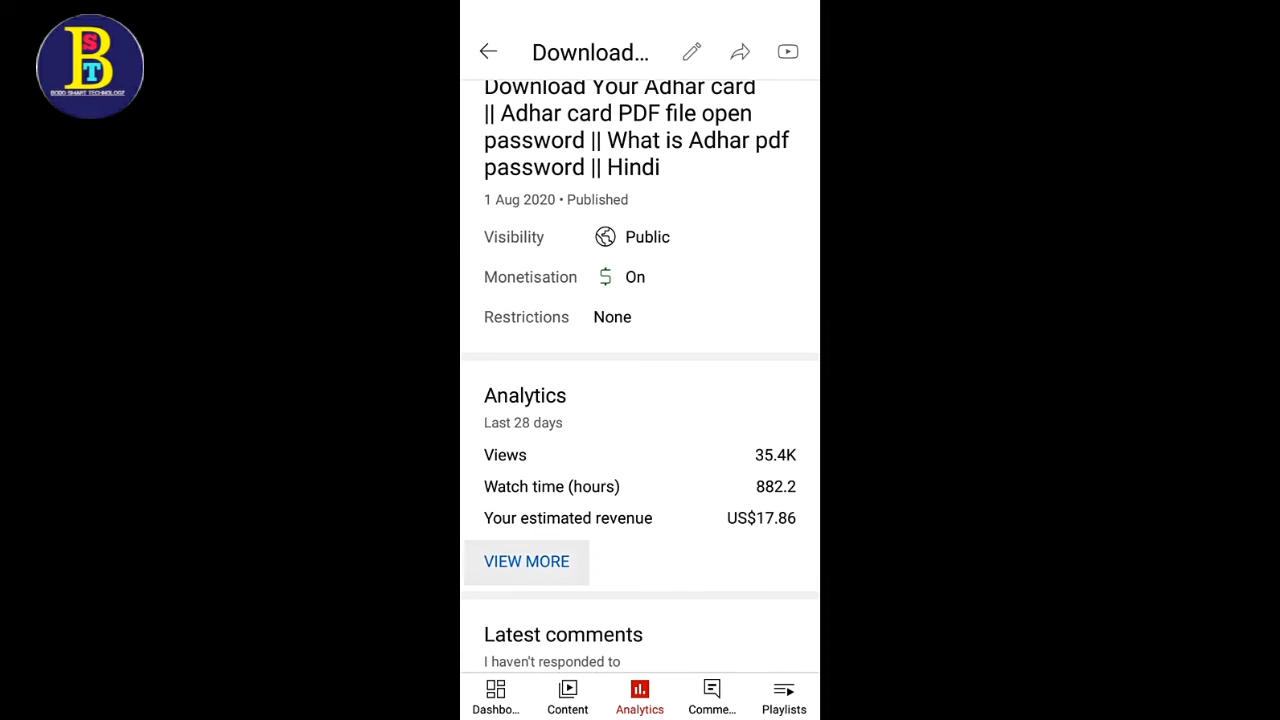 B
S
T
BODO SMART TECHNOLOGY
Download...
Download Your Adhar card
|| Adhar card PDF file open
password || What is Adhar pdf
password || Hindi
1 Aug 2020 • Published
Visibility Public
Monetisation $ On
Restrictions None
Analytics
Last 28 days
Views 35.4K
Watch time (hours) 882.2
Your estimated revenue US$17.86
VIEW MORE
Latest comments
I haven't responded to
Dashbo... Content Analytics Comme... Playlists